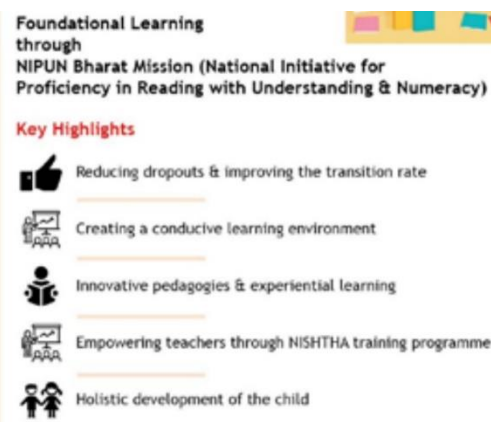 Foundational Learning
through
NIPUN Bharat Mission (National Initiative for
Proficiency in Reading with Understanding & Numeracy)
Key Highlights
Reducing dropouts & improving the transition rate
Creating a conducive learning environment
Innovative pedagogies & experiential learning
Empowering teachers through NISHTHA training programme
Holistic development of the child